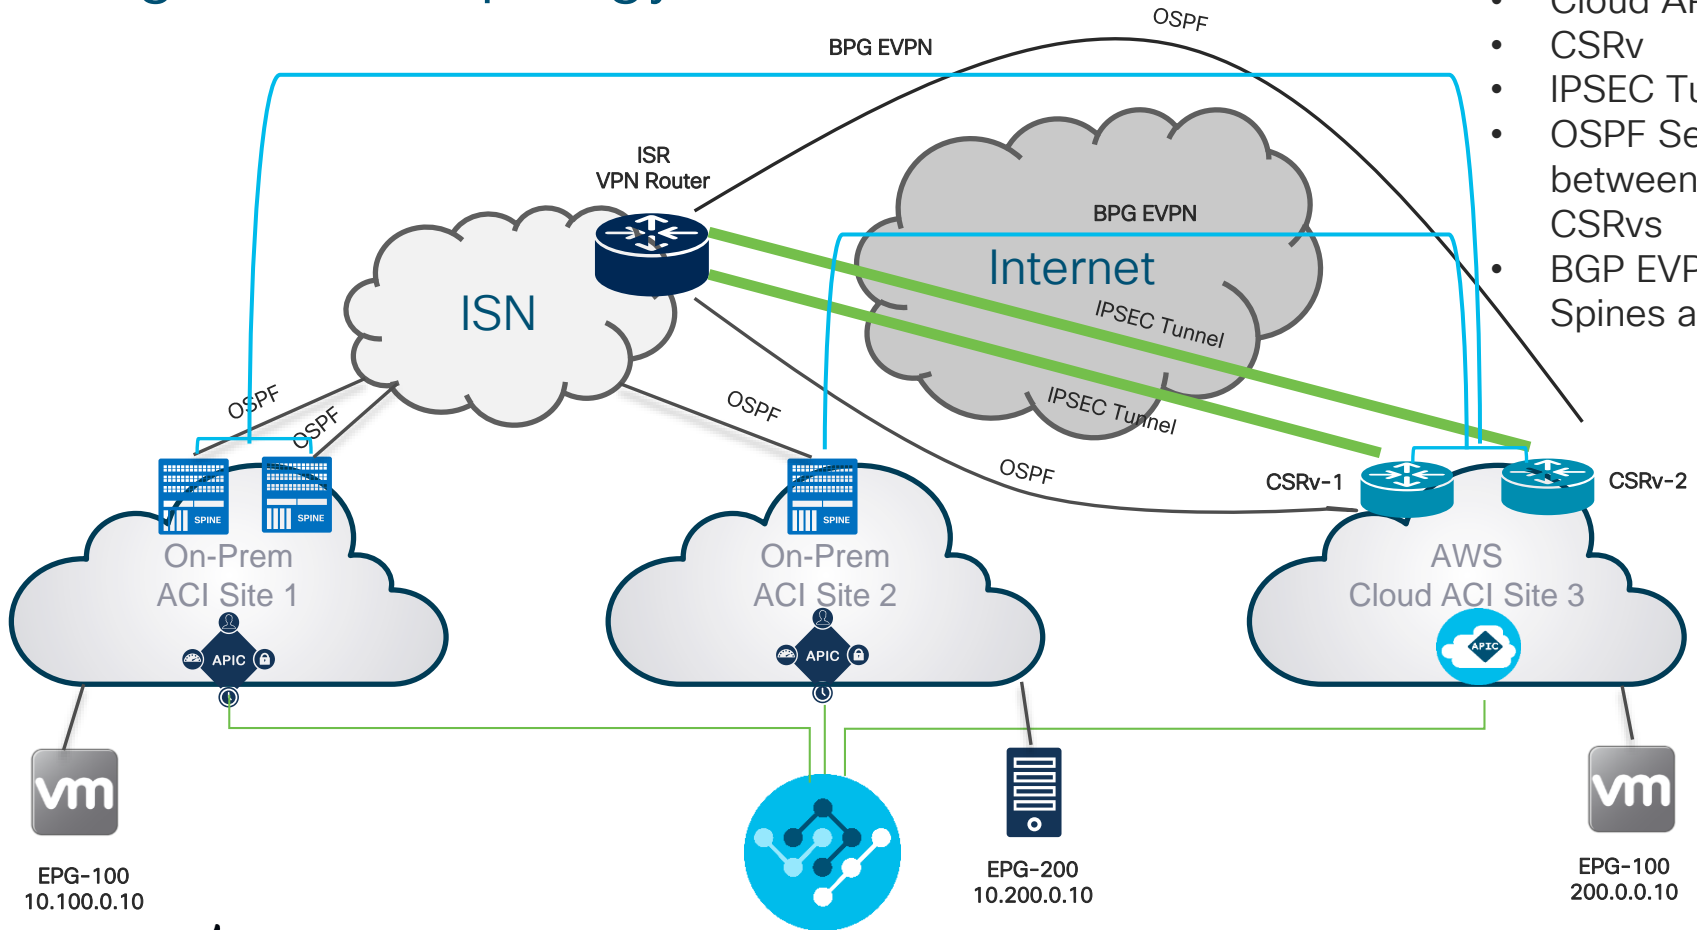 OSPF
BPG EVPN
• CSRv
• IPSEC
• OSPF
between
CSRvs
• BGP
Spines
ISR
VPN Router
BPG EVPN
Internet
ISN
IPSEC Tunnel
IPSEC Tunnel
OSPF
OSPF
OSPF
OSPF
CSRv-1
CSRv-2
SPINE
SPINE
SPINE
On-Prem
ACI Site 1
On-Prem
ACI Site 2
AWS
Cloud ACI Site 3
APIC
APIC
APIC
vm
vm
EPG-100
10.100.0.10
EPG-200
10.200.0.10
EPG-100
200.0.0.10